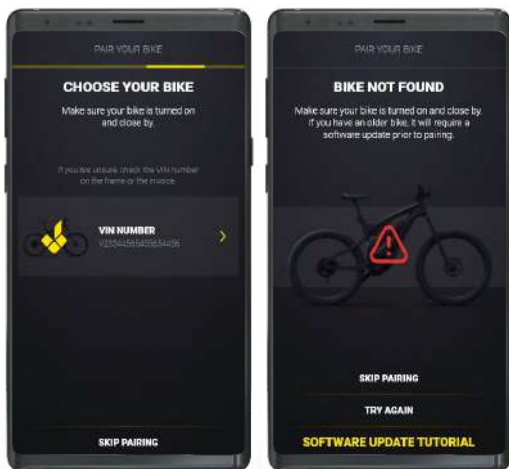 PAIR YOUR BIKE
CHOOSE YOUR BIKE
Make sure your bike is turned on
and close by.
If you are unsure, check the VIN number
on the frame or the invoice.
VIN NUMBER
SKIP PAIRING
PAIR YOUR BIKE
BIKE NOT FOUND
Make sure your bike is turned on and close by.
If you have an older bike, it will require a
software update prior to pairing.
SKIP PAIRING
TRY AGAIN
SOFTWARE UPDATE TUTORIAL